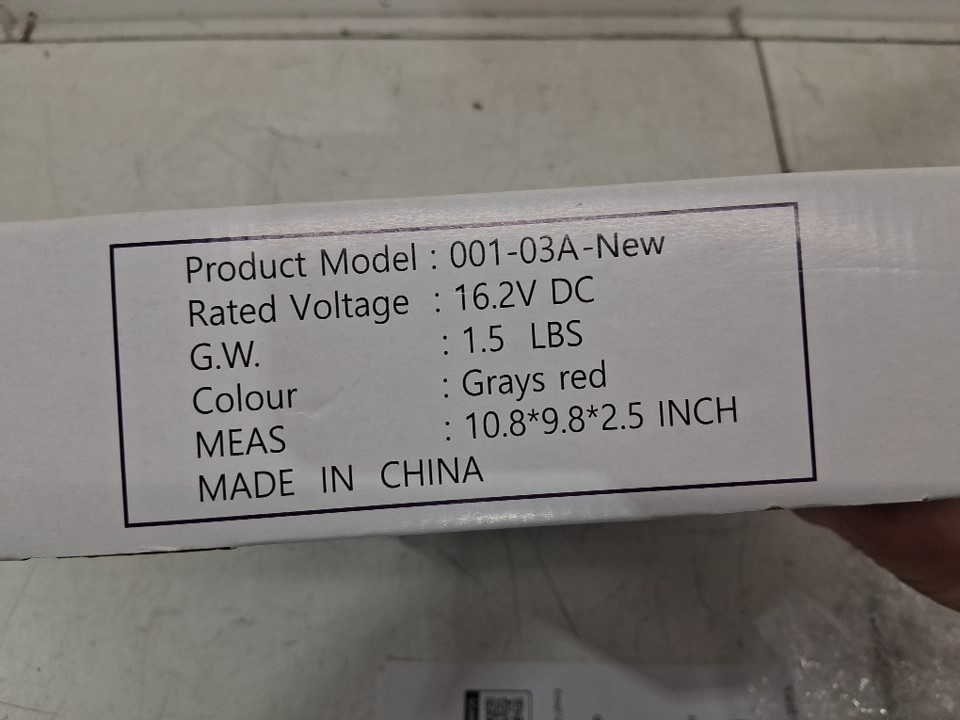 Product Model : 001-03A-New
Rated Voltage : 16.2V DC
G.W. : 1.5 LBS
Colour : Grays red
MEAS : 10.8*9.8*2.5 INCH
MADE IN CHINA